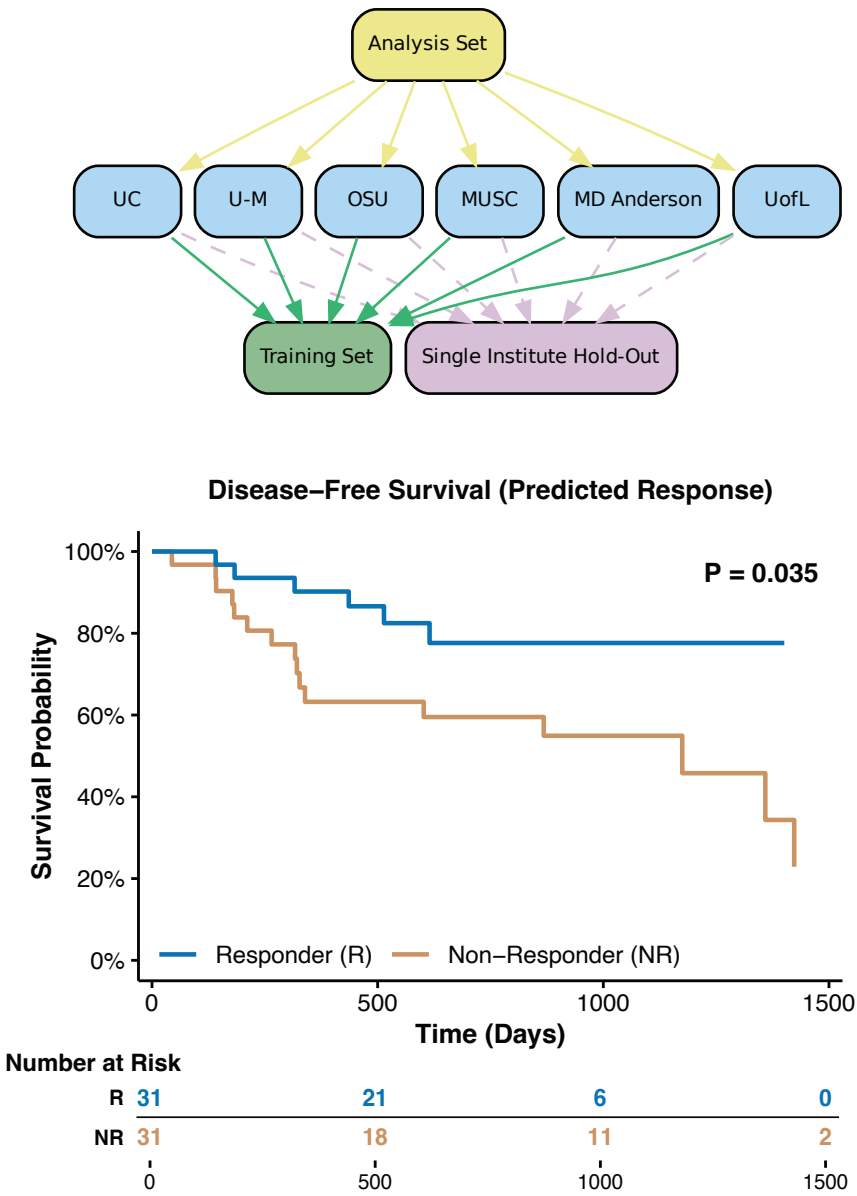 Analysis Set
UC U-M OSU MUSC MD Anderson UofL
Training Set Single Institute Hold-Out
Disease–Free Survival (Predicted Response)
P = 0.035
Survival Probability
100%
80%
60%
40%
20%
0%
Responder (R) Non–Responder (NR)
0 500 1000 1500
Time (Days)
Number at Risk
R 31 21 6 0
NR 31 18 11 2
0 500 1000 1500